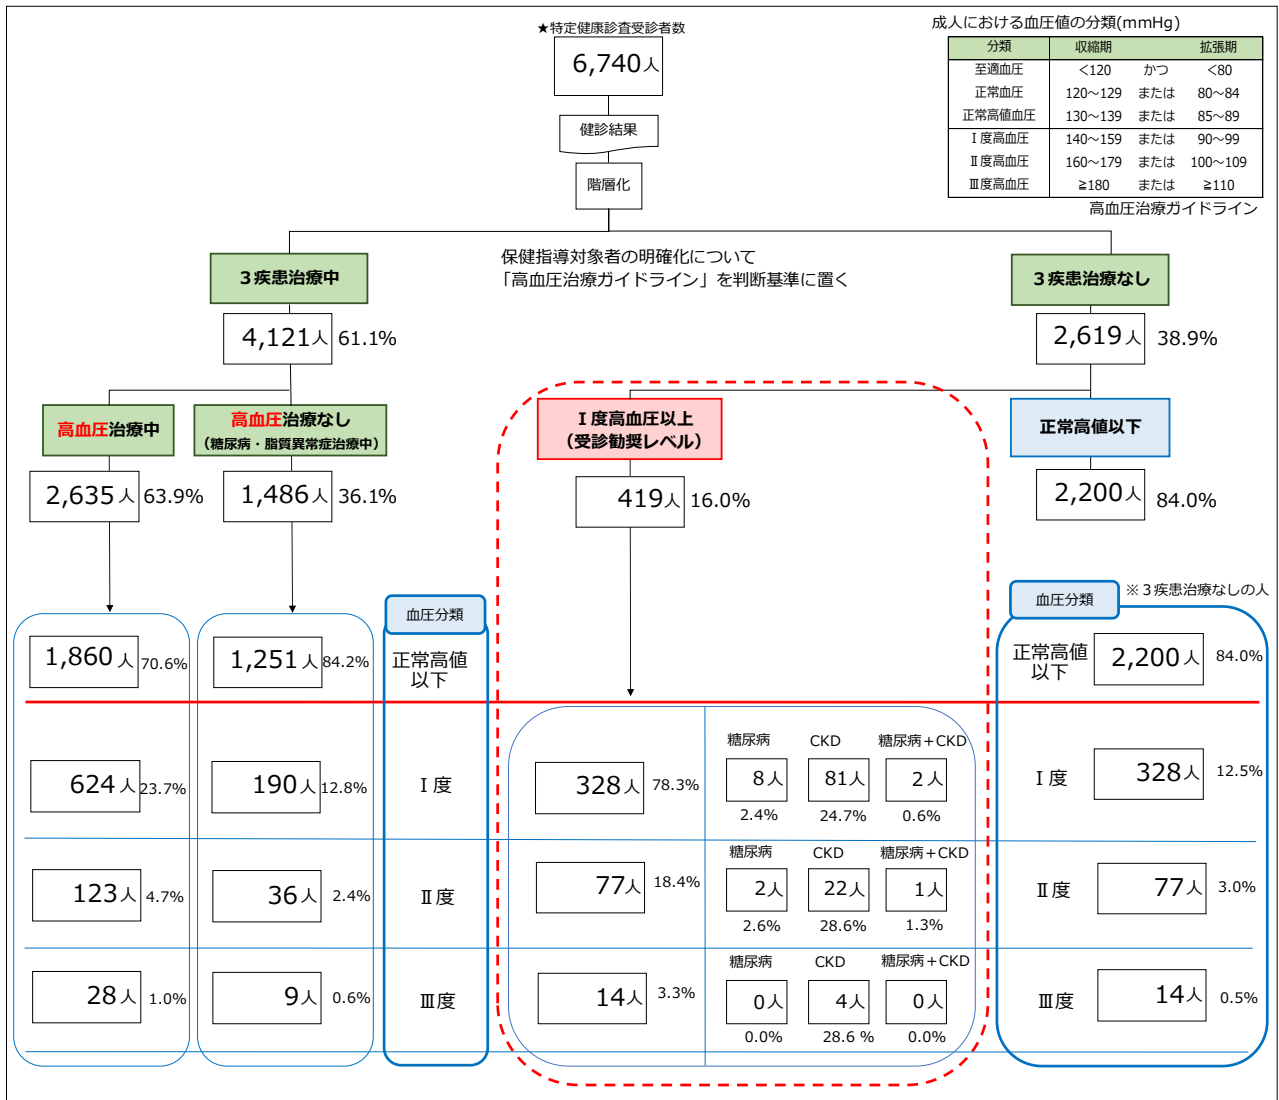 ★特定健康診査受診者数
6,740人
健診結果
階層化
成人における血圧値の分類(mmHg)
分類 収縮期 拡張期
至適血圧 <120 かつ <80
正常血圧 120～129 または 80～84
正常高値血圧 130～139 または 85～89
Ⅰ度高血圧 140～159 または 90～99
Ⅱ度高血圧 160～179 または 100～109
Ⅲ度高血圧 ≧180 または ≧110
高血圧治療ガイドライン
保健指導対象者の明確化について
「高血圧治療ガイドライン」を判断基準に置く
３疾患治療中
4,121人 61.1%
３疾患治療なし
2,619人 38.9%
高血圧治療中
2,635人 63.9%
高血圧治療なし
（糖尿病・脂質異常症治療中）
1,486人 36.1%
Ⅰ度高血圧以上
（受診勧奨レベル）
419人 16.0%
正常高値以下
2,200人 84.0%
血圧分類
血圧分類
※３疾患治療なしの人
1,860人 70.6%
1,251人 84.2%
正常高値
以下
正常高値
以下
2,200人 84.0%
624人 23.7%
190人 12.8%
Ⅰ度
328人 78.3%
糖尿病 CKD 糖尿病+CKD
8人 81人 2人
2.4% 24.7% 0.6%
Ⅰ度
328人 12.5%
123人 4.7%
36人 2.4%
Ⅱ度
77人 18.4%
糖尿病 CKD 糖尿病+CKD
2人 22人 1人
2.6% 28.6% 1.3%
Ⅱ度
77人 3.0%
28人 1.0%
9人 0.6%
Ⅲ度
14人 3.3%
糖尿病 CKD 糖尿病+CKD
0人 4人 0人
0.0% 28.6 % 0.0%
Ⅲ度
14人 0.5%